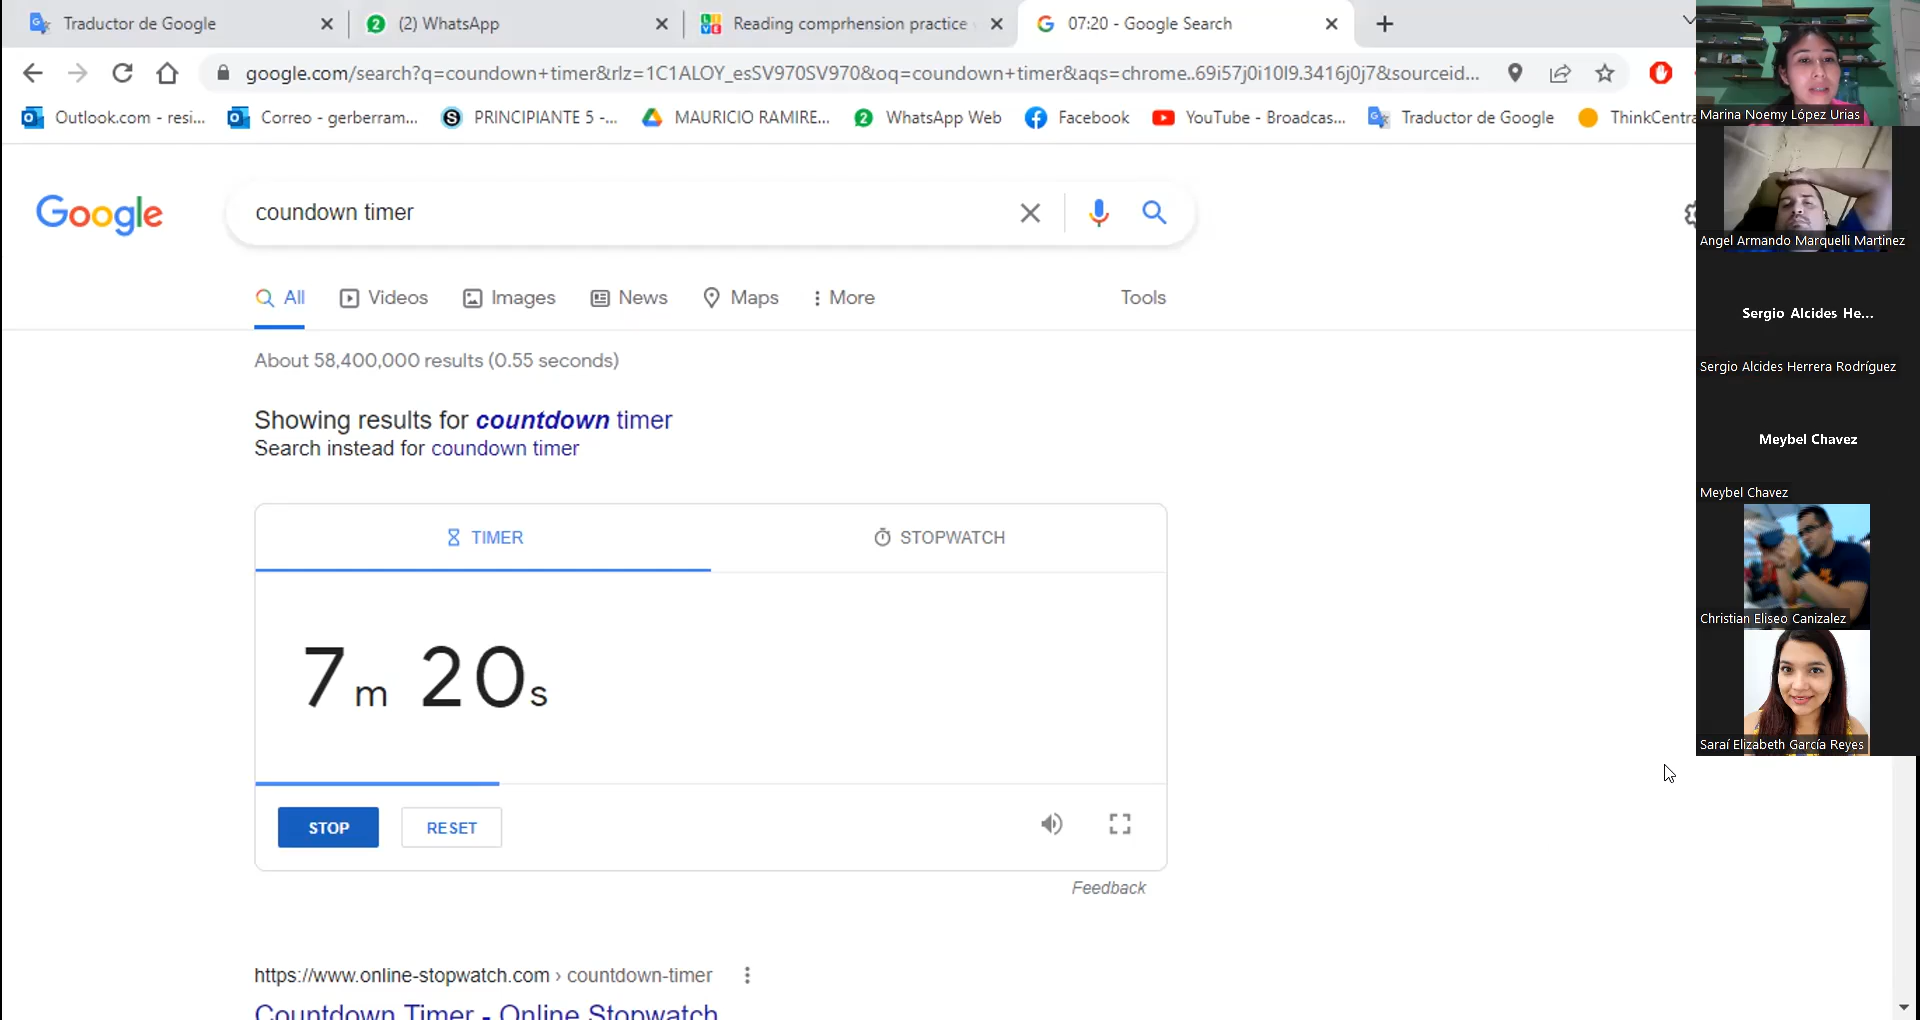 Traductor de Google
(2) WhatsApp
Reading comprhension practice
07:20 - Google Search
google.com/search?q=coundown+timer&rlz=1C1ALOY_esSV970SV970&oq=coundown+timer&aqs=chrome..69i57j0i10l9.3416j0j7&sourceid...
Outlook.com - resi...
Correo - gerberram...
PRINCIPIANTE 5 -...
MAURICIO RAMIRE...
2 WhatsApp Web
Facebook
YouTube - Broadcas...
Traductor de Google
ThinkCentra
Google
coundown timer
All
Videos
Images
News
Maps
More
Tools
About 58,400,000 results (0.55 seconds)
Showing results for countdown timer
Search instead for coundown timer
TIMER
STOPWATCH
7m 20s
STOP
RESET
Feedback
https://www.online-stopwatch.com › countdown-timer
Countdown Timer - Online Stopwatch
Marina Noemy López Urias
Angel Armando Marquelli Martinez
Sergio Alcides He...
Sergio Alcides Herrera Rodríguez
Meybel Chavez
Meybel Chavez
Christian Eliseo Canizalez
Saraí Elizabeth García Reyes